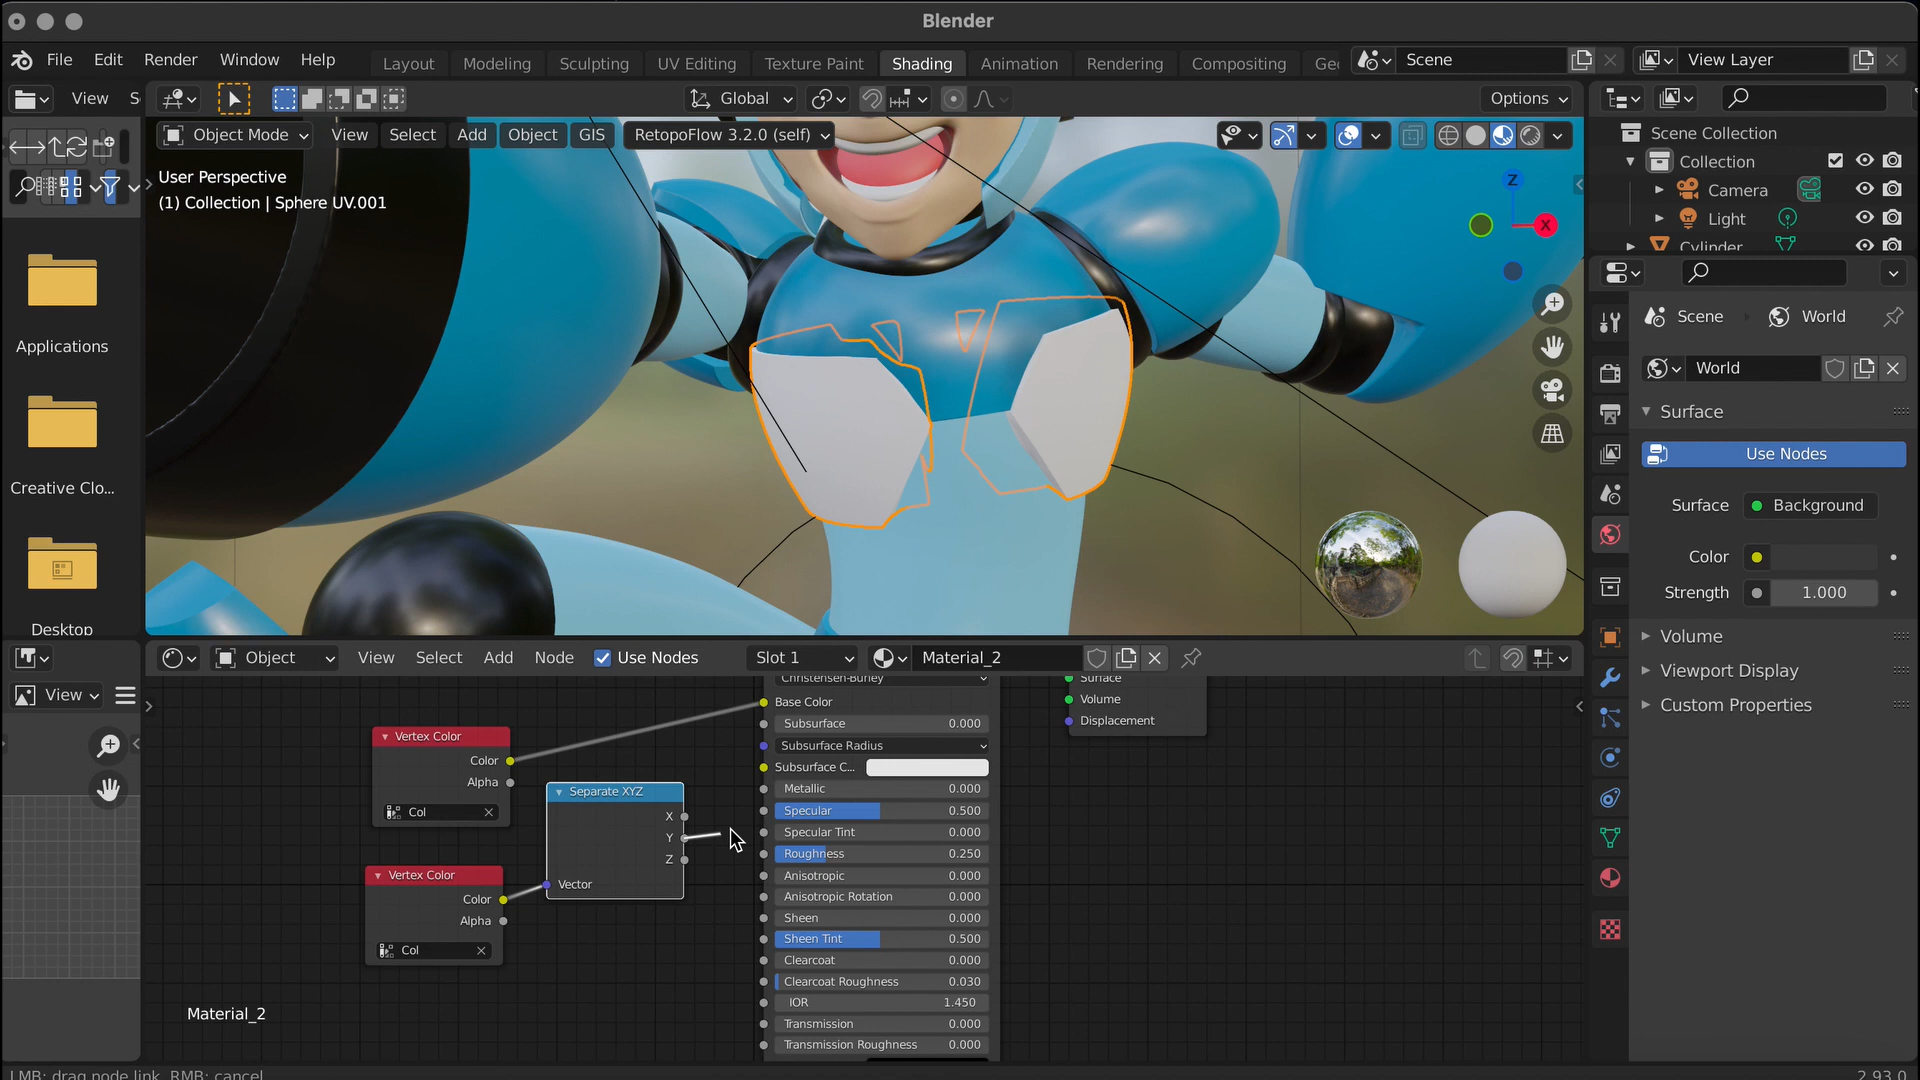 Blender
File Edit Render Window Help
Layout Modeling Sculpting UV Editing Texture Paint Shading Animation Rendering Compositing Ge
Scene
View Layer
View S
Global
Options
Object Mode View Select Add Object GIS RetopoFlow 3.2.0 (self)
User Perspective
(1) Collection | Sphere UV.001
Z
X
Applications
Creative Clo...
Desktop
Scene Collection
Collection
Camera
Light
Cylinder
Scene World
World
Surface
Use Nodes
Surface Background
Color
Strength 1.000
Volume
Viewport Display
Custom Properties
View
Object View Select Add Node Use Nodes Slot 1 Material_2
Vertex Color
Color
Alpha
Col
Vertex Color
Color
Alpha
Col
Separate XYZ
X
Y
Z
Vector
Christensen-Burley
Base Color
Subsurface 0.000
Subsurface Radius
Subsurface C...
Metallic 0.000
Specular 0.500
Specular Tint 0.000
Roughness 0.250
Anisotropic 0.000
Anisotropic Rotation 0.000
Sheen 0.000
Sheen Tint 0.500
Clearcoat 0.000
Clearcoat Roughness 0.030
IOR 1.450
Transmission 0.000
Transmission Roughness 0.000
Surface
Volume
Displacement
Material_2
LMB: drag node link, RMB: cancel
2.93.0